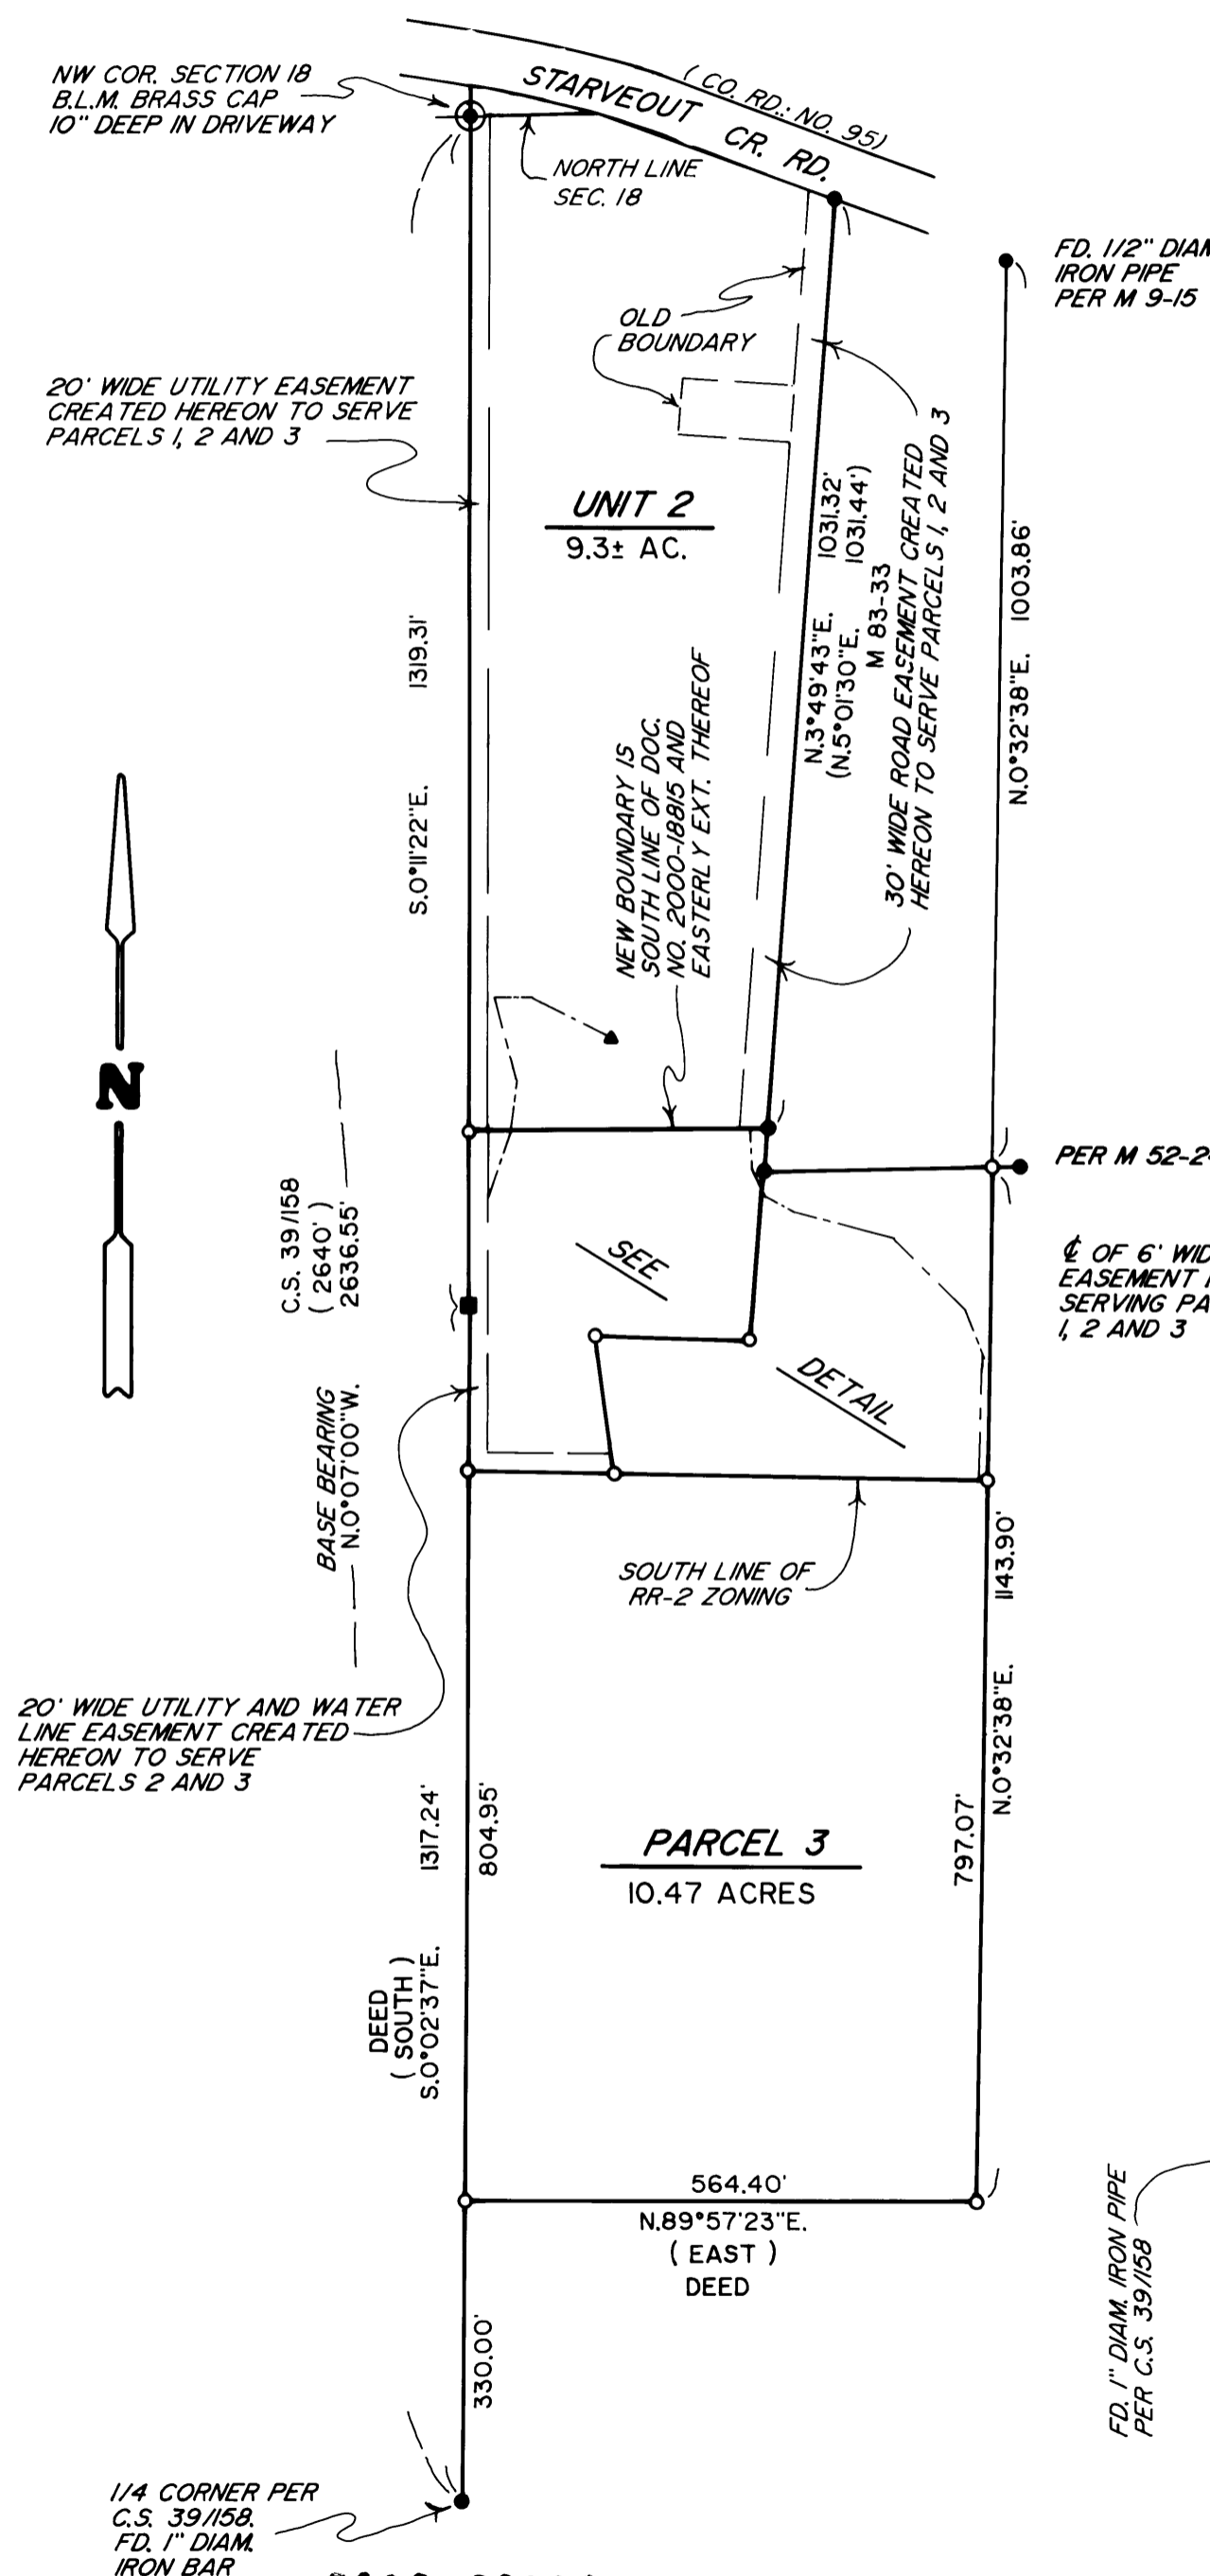 NW COR. SECTION 18
B.L.M. BRASS CAP
10" DEEP IN DRIVEWAY
STARVEOUT CR. RD.
( CO. RD.: NO. 95)
NORTH LINE
SEC. 18
FD. 1/2" DIAM
IRON PIPE
PER M 9-15
OLD
BOUNDARY
20' WIDE UTILITY EASEMENT
CREATED HEREON TO SERVE
PARCELS 1, 2 AND 3
UNIT 2
9.3± AC.
1319.31'
S.0°11'22"E.
N.3°49'43"E. 1031.32'
(N.5°01'30"E. 1031.44')
M 83-33
30' WIDE ROAD EASEMENT CREATED
HEREON TO SERVE PARCELS 1, 2 AND 3
N.0°32'38"E. 1003.86'
NEW BOUNDARY IS
SOUTH LINE OF DOC.
NO. 2000-18815 AND
EASTERLY EXT. THEREOF
N
PER M 52-2
C.S. 39/158
( 2640' )
2636.55'
SEE
DETAIL
℄ OF 6' WID
EASEMENT
SERVING PA
1, 2 AND 3
BASE BEARING
N.0°07'00"W.
SOUTH LINE OF
RR-2 ZONING
1143.90'
N.0°32'38"E.
20' WIDE UTILITY AND WATER
LINE EASEMENT CREATED
HEREON TO SERVE
PARCELS 2 AND 3
1317.24'
804.95'
PARCEL 3
10.47 ACRES
797.07'
DEED
( SOUTH )
S.0°02'37"E.
564.40'
N.89°57'23"E.
( EAST )
DEED
FD. 1" DIAM. IRON PIPE
PER C.S. 39/158
330.00'
1/4 CORNER PER
C.S. 39/158.
FD. 1" DIAM.
IRON BAR